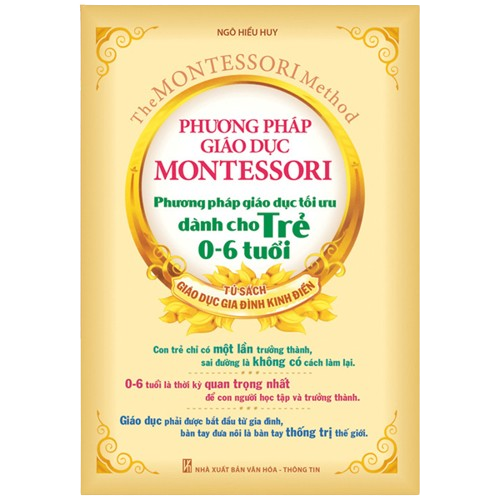 NGÔ HIỂU HUY
The MONTESSORI Method
PHƯƠNG PHÁP
GIÁO DỤC
MONTESSORI
Phương pháp giáo dục tối ưu
dành cho Trẻ
0-6 tuổi
TỦ SÁCH
GIÁO DỤC GIA ĐÌNH KINH ĐIỂN
Con trẻ chỉ có một lần trưởng thành,
sai đường là không có cách làm lại.
0-6 tuổi là thời kỳ quan trọng nhất
để con người học tập và trưởng thành.
Giáo dục phải được bắt đầu từ gia đình,
bàn tay đưa nôi là bàn tay thống trị thế giới.
NHÀ XUẤT BẢN VĂN HÓA - THÔNG TIN